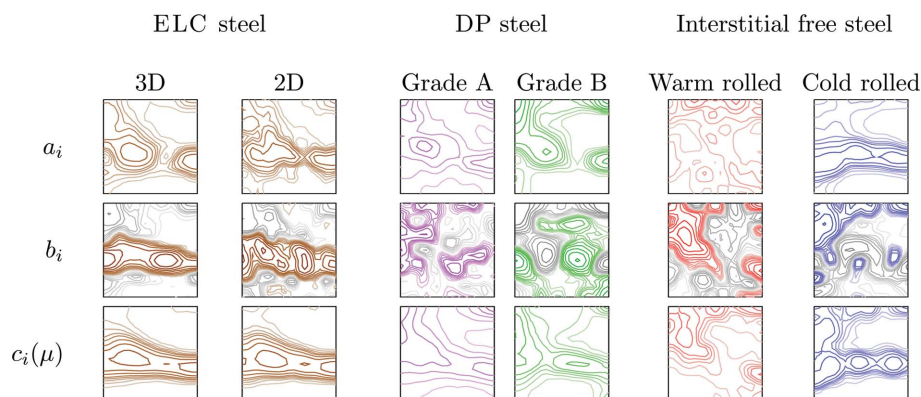 ELC steel DP steel Interstitial free steel
3D 2D Grade A Grade B Warm rolled Cold rolled
a_i
b_i
c_i(μ)